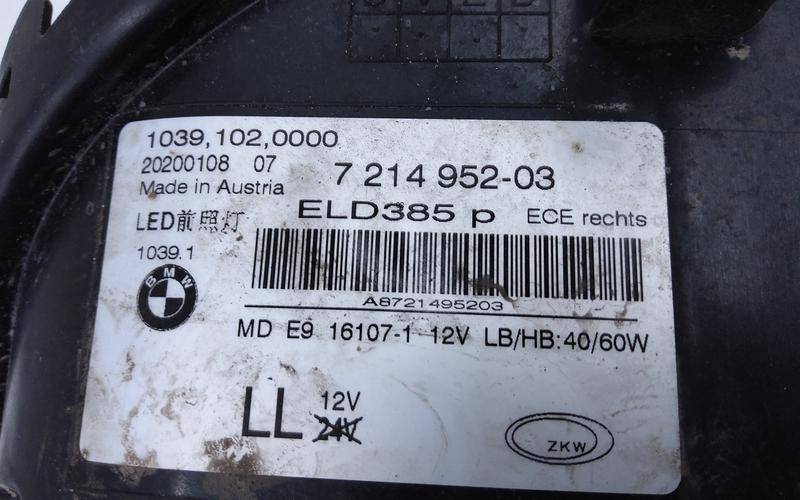 1039,102,0000
20200108 07
7 214 952-03
Made in Austria
ELD385 p ECE rechts
LED前照灯
1039.1
BMW
A8721495203
MD E9 16107-1 12V LB/HB:40/60W
LL 12V
24V
ZKW